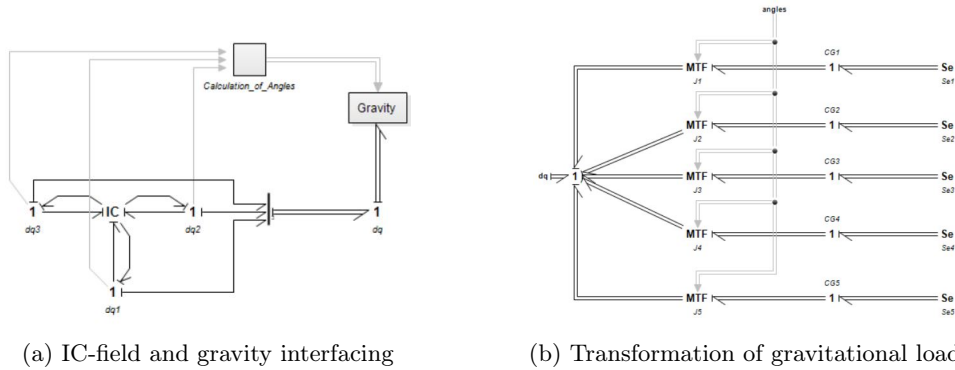 Calculation_of_Angles
Gravity
1
IC
1
1
dq3
dq2
dq
1
dq1
(a) IC-field and gravity interfacing
angles
CG1
MTF
1
Se
J1
Se1
CG2
MTF
1
Se
J2
Se2
CG3
dq
1
MTF
1
Se
J3
Se3
CG4
MTF
1
Se
J4
Se4
CG5
MTF
1
Se
J5
Se5
(b) Transformation of gravitational load